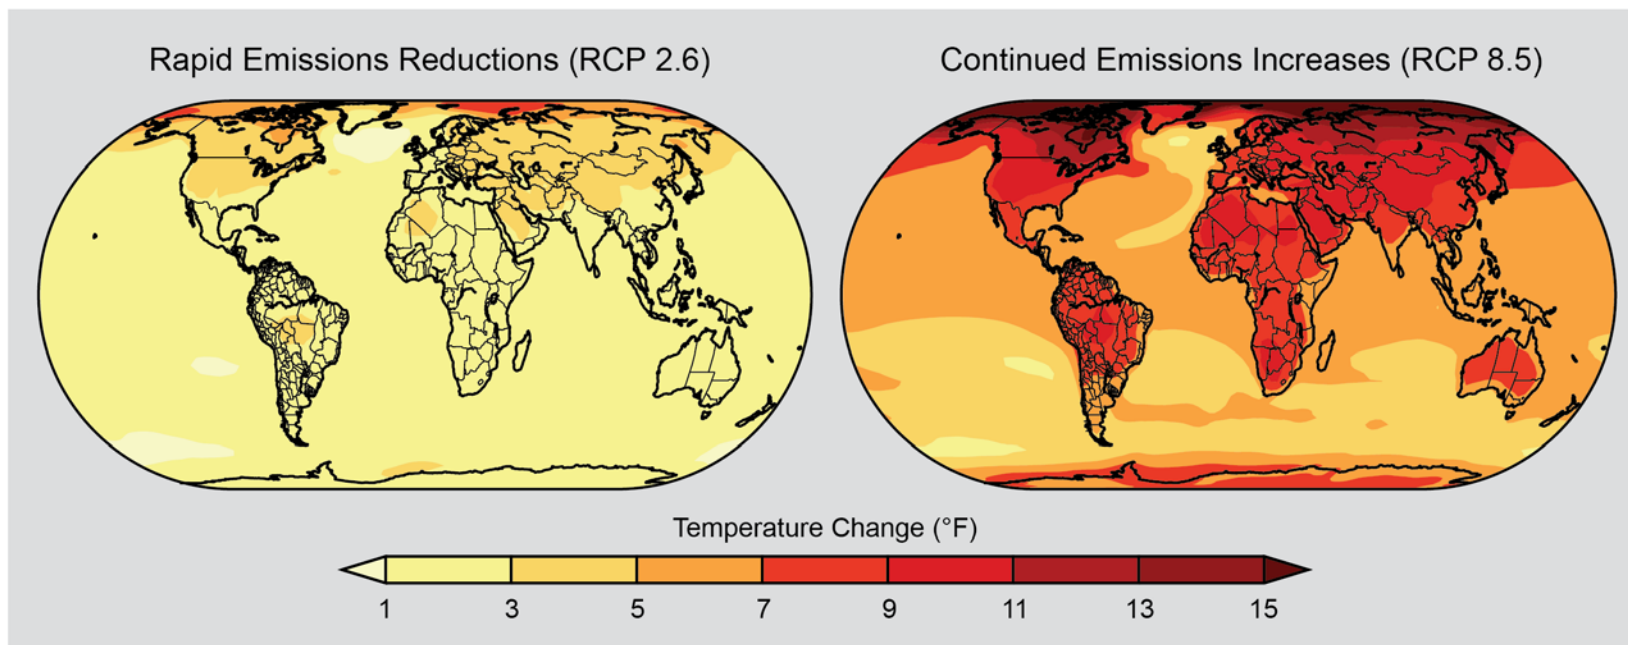 Rapid Emissions Reductions (RCP 2.6)
Continued Emissions Increases (RCP 8.5)
Temperature Change (°F)
1 3 5 7 9 11 13 15